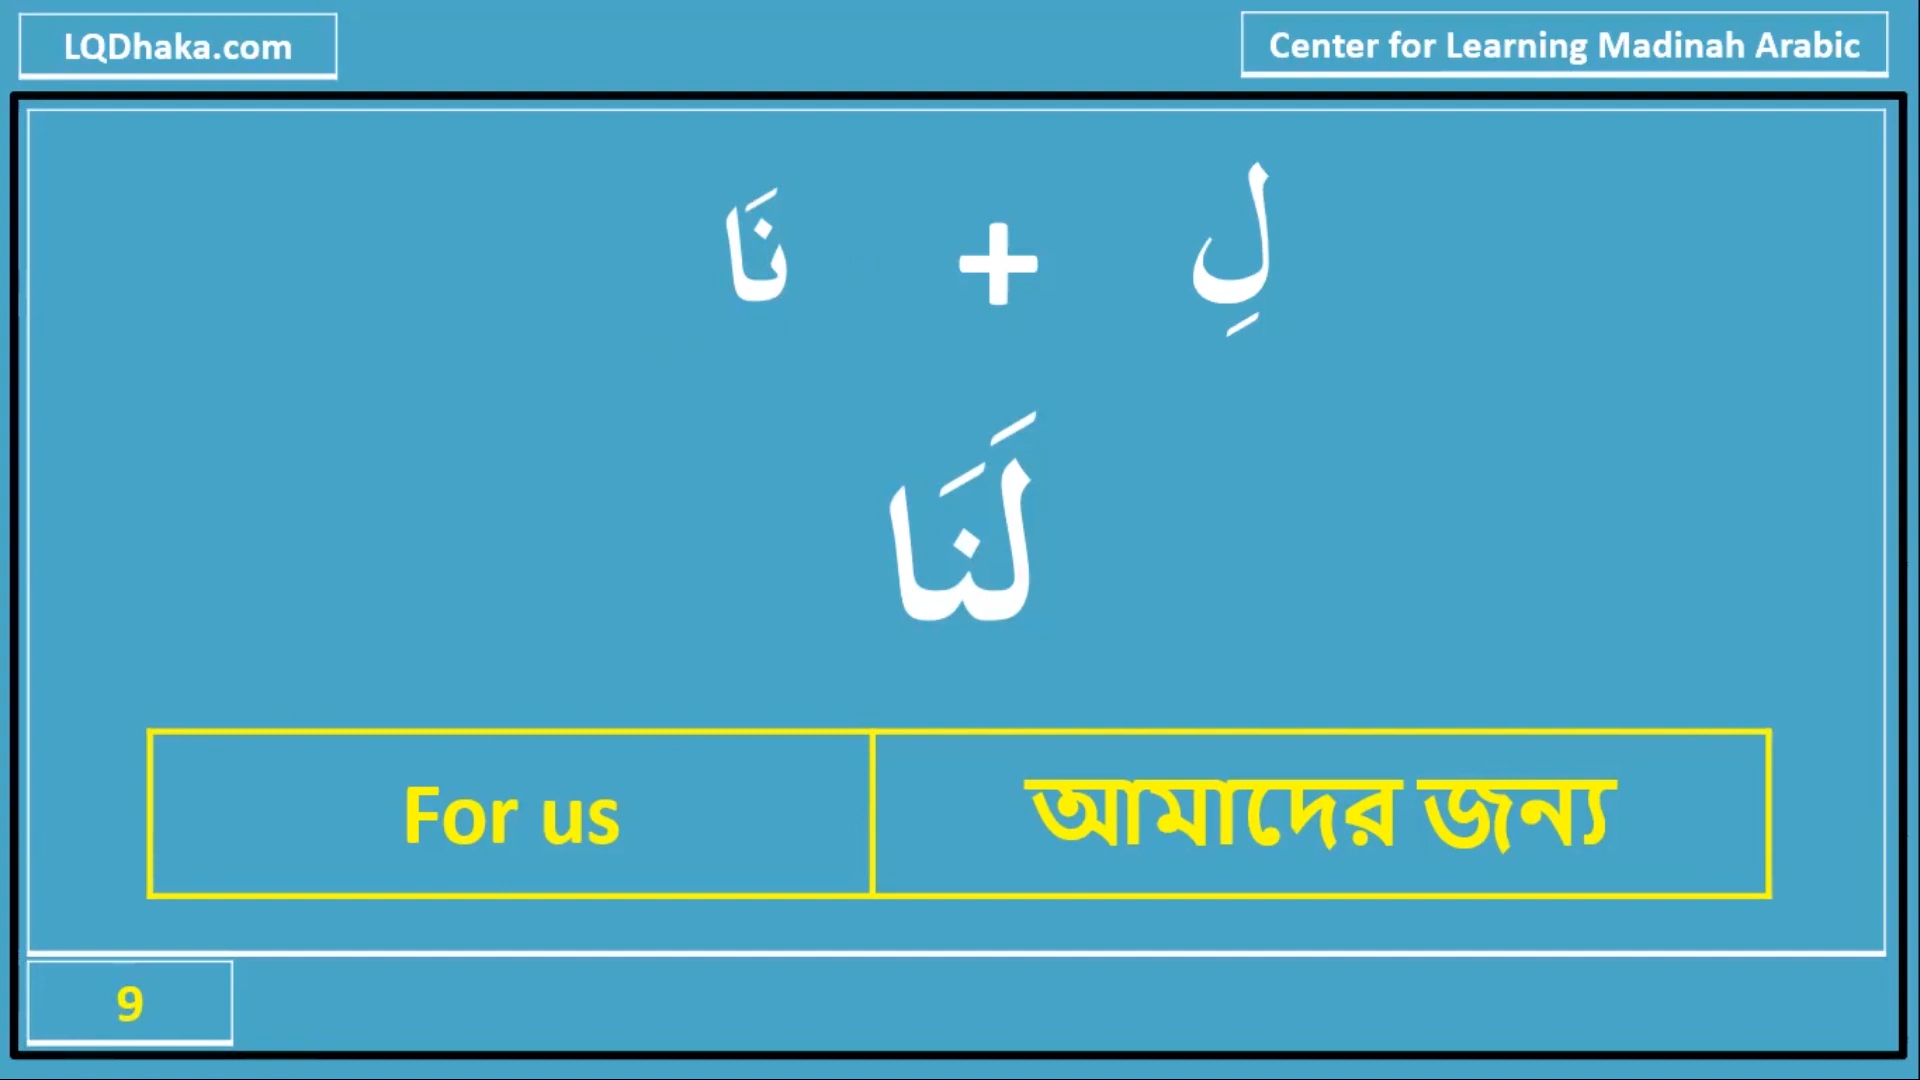 LQDhaka.com
Center for Learning Madinah Arabic
لِ + نَا
لَنَا
For us
আমাদের জন্য
9